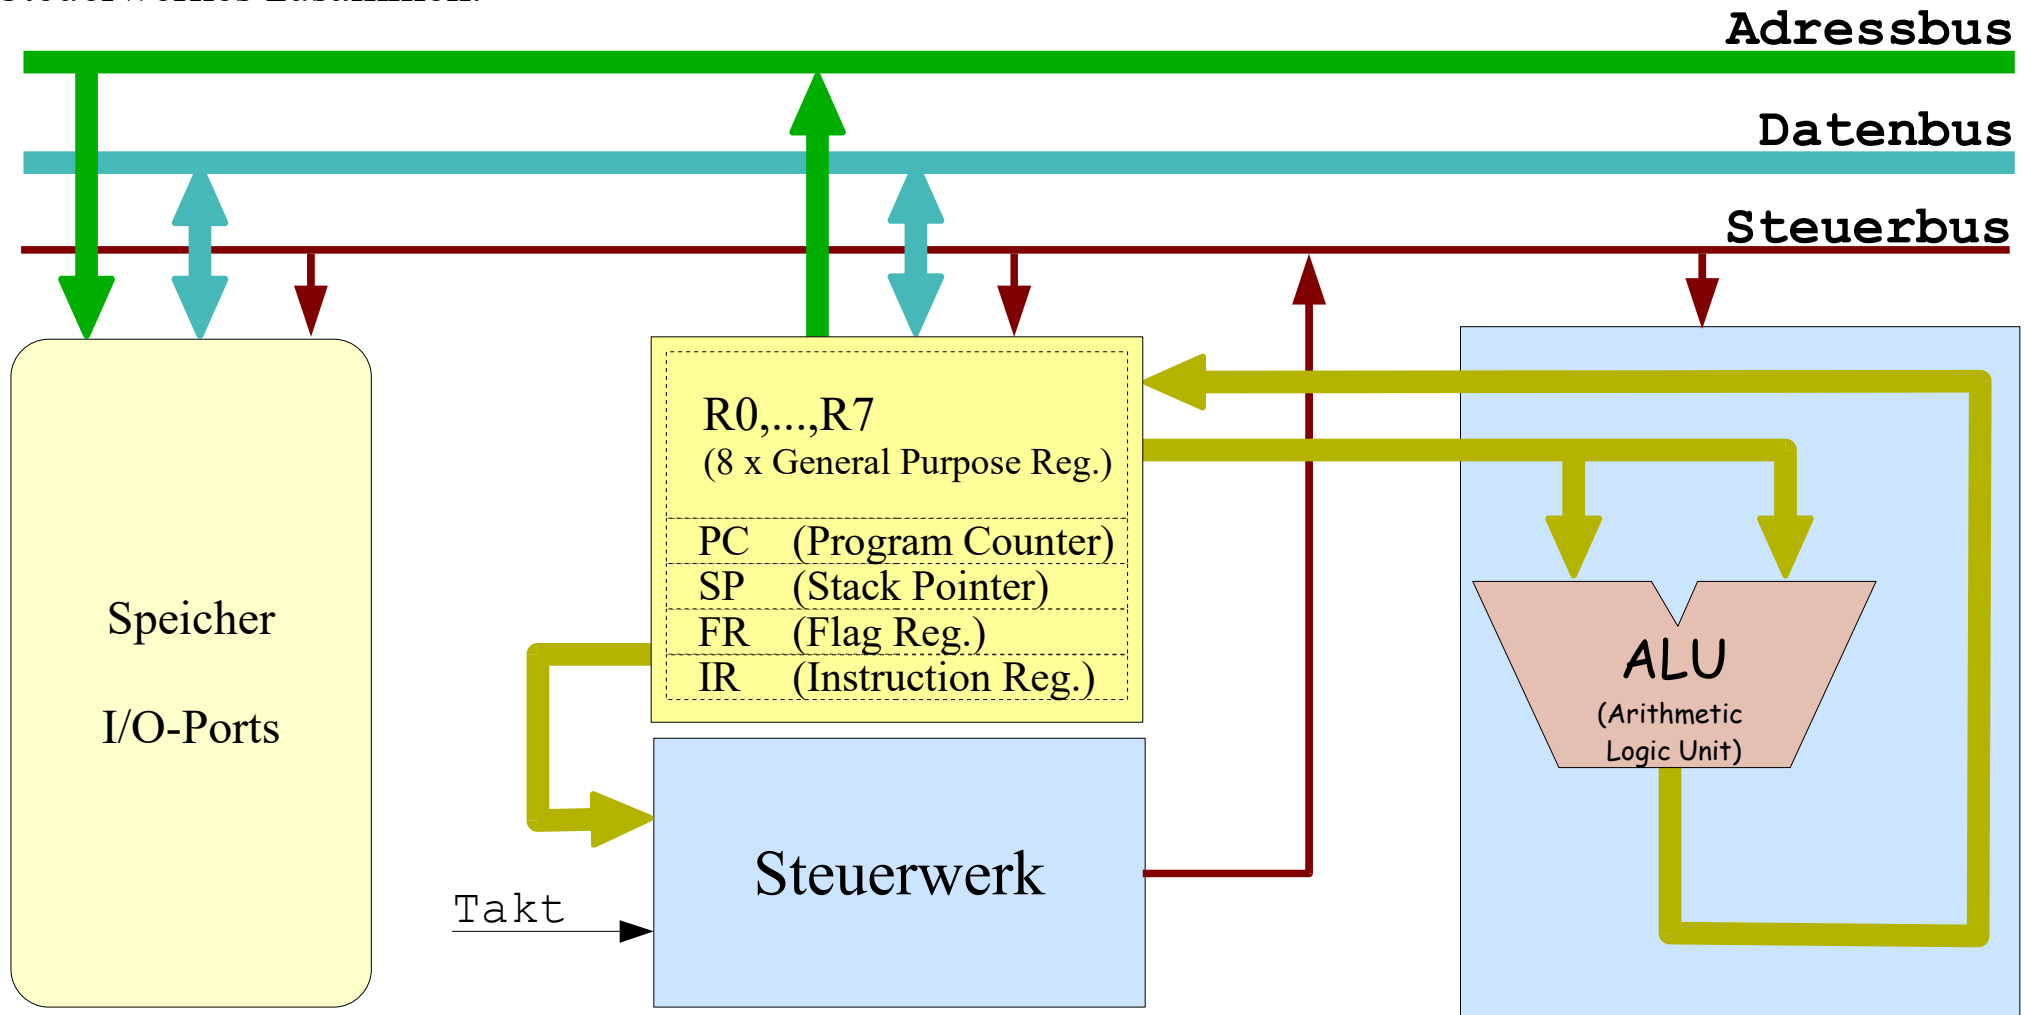 Adressbus
Datenbus
Steuerbus
R0,...,R7
(8 x General Purpose Reg.)
PC (Program Counter)
SP (Stack Pointer)
FR (Flag Reg.)
IR (Instruction Reg.)
Speicher
I/O-Ports
ALU
(Arithmetic
Logic Unit)
Steuerwerk
Takt